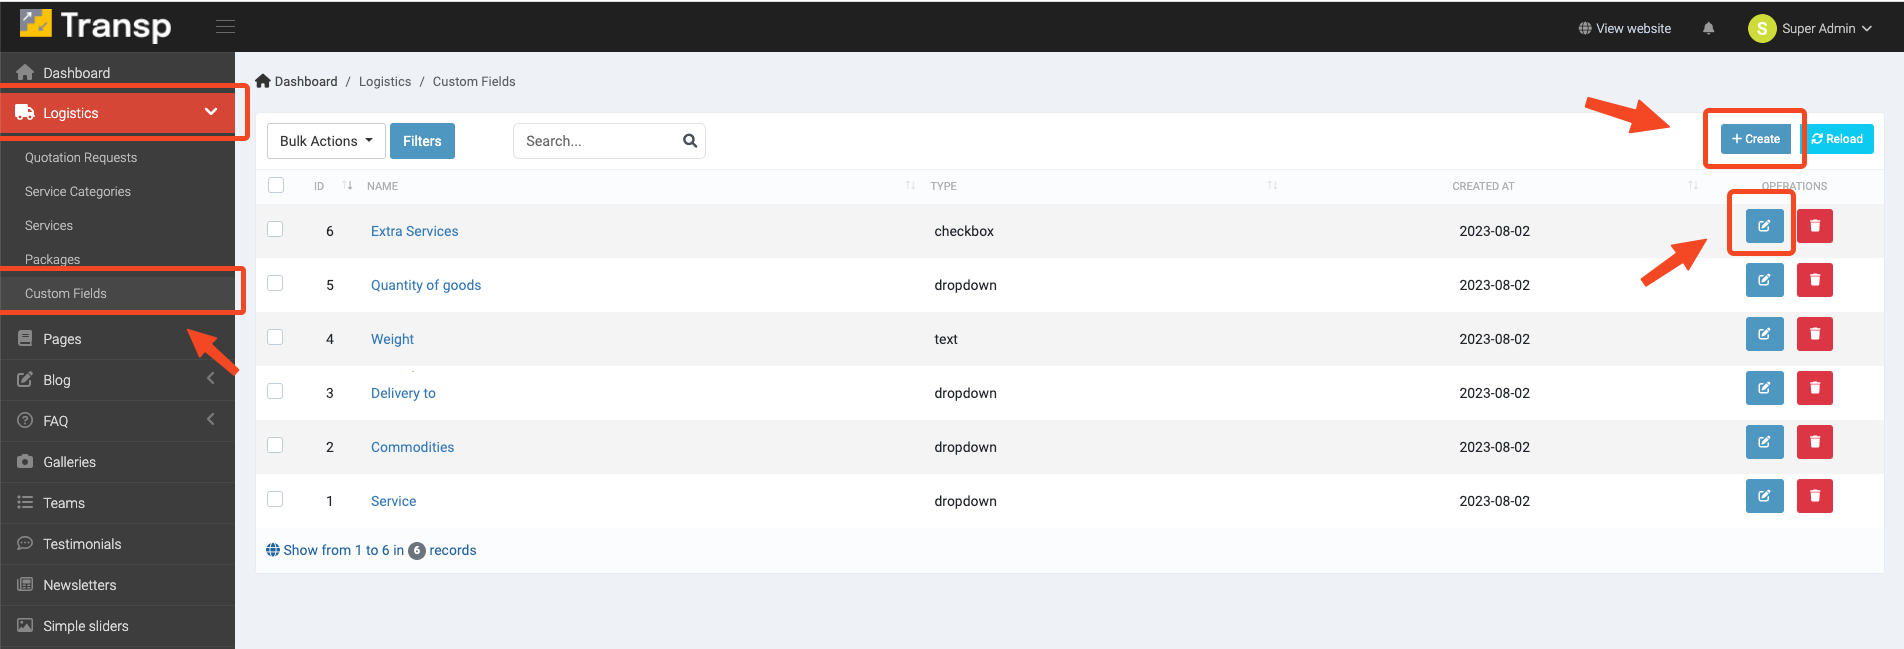 Transp
View website
S Super Admin
Dashboard
Logistics
Quotation Requests
Service Categories
Services
Packages
Custom Fields
Pages
Blog
FAQ
Galleries
Teams
Testimonials
Newsletters
Simple sliders
Dashboard / Logistics / Custom Fields
Bulk Actions Filters Search... + Create Reload
ID NAME TYPE CREATED AT OPERATIONS
6 Extra Services checkbox 2023-08-02
5 Quantity of goods dropdown 2023-08-02
4 Weight text 2023-08-02
3 Delivery to dropdown 2023-08-02
2 Commodities dropdown 2023-08-02
1 Service dropdown 2023-08-02
Show from 1 to 6 in 6 records